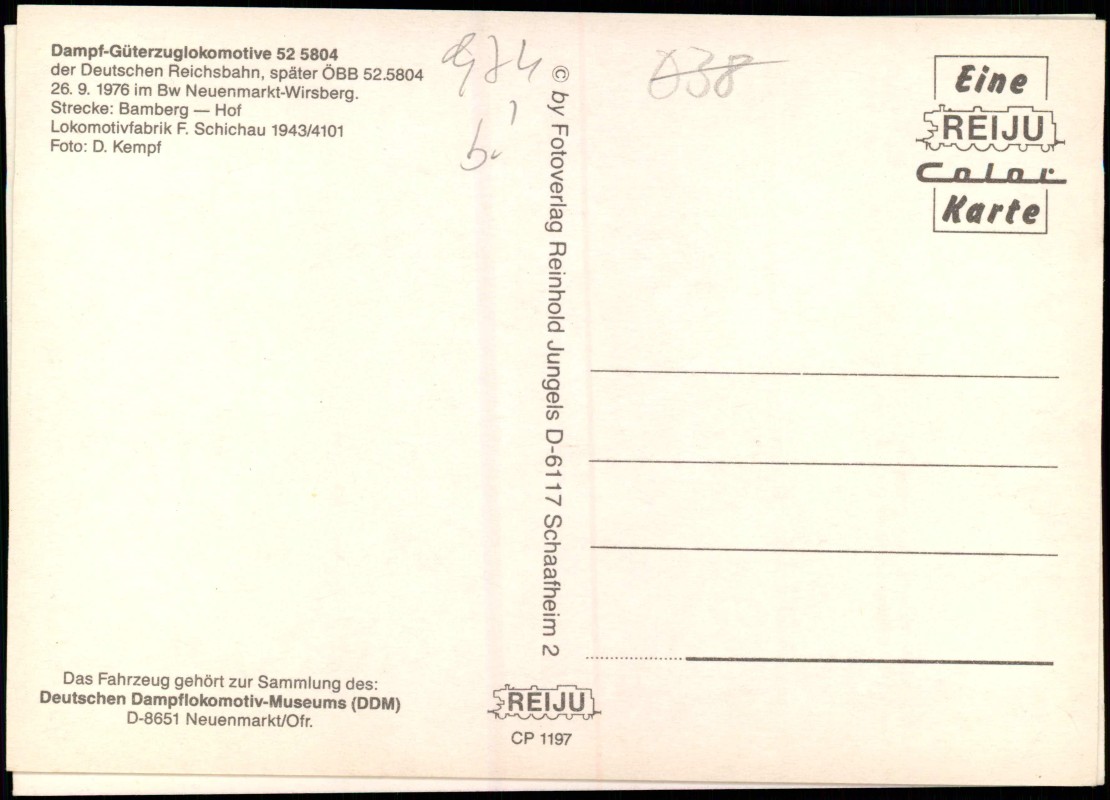 Dampf-Güterzuglokomotive 52 5804
der Deutschen Reichsbahn, später ÖBB 52.5804
26. 9. 1976 im Bw Neuenmarkt-Wirsberg.
Strecke: Bamberg — Hof
Lokomotivfabrik F. Schichau 1943/4101
Foto: D. Kempf
Das Fahrzeug gehört zur Sammlung des:
Deutschen Dampflokomotiv-Museums (DDM)
D-8651 Neuenmarkt/Ofr.
© by Fotoverlag Reinhold Jungels D-6117 Schaafheim 2
REIJU
CP 1197
038
Eine
REIJU
Color
Karte